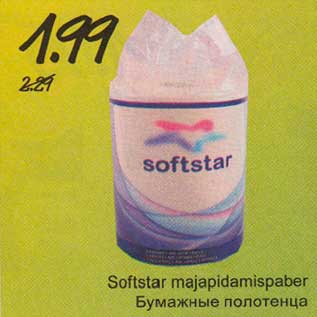 1.99
2.29
softstar
Softstar majapidamispaber
Бумажные полотенца